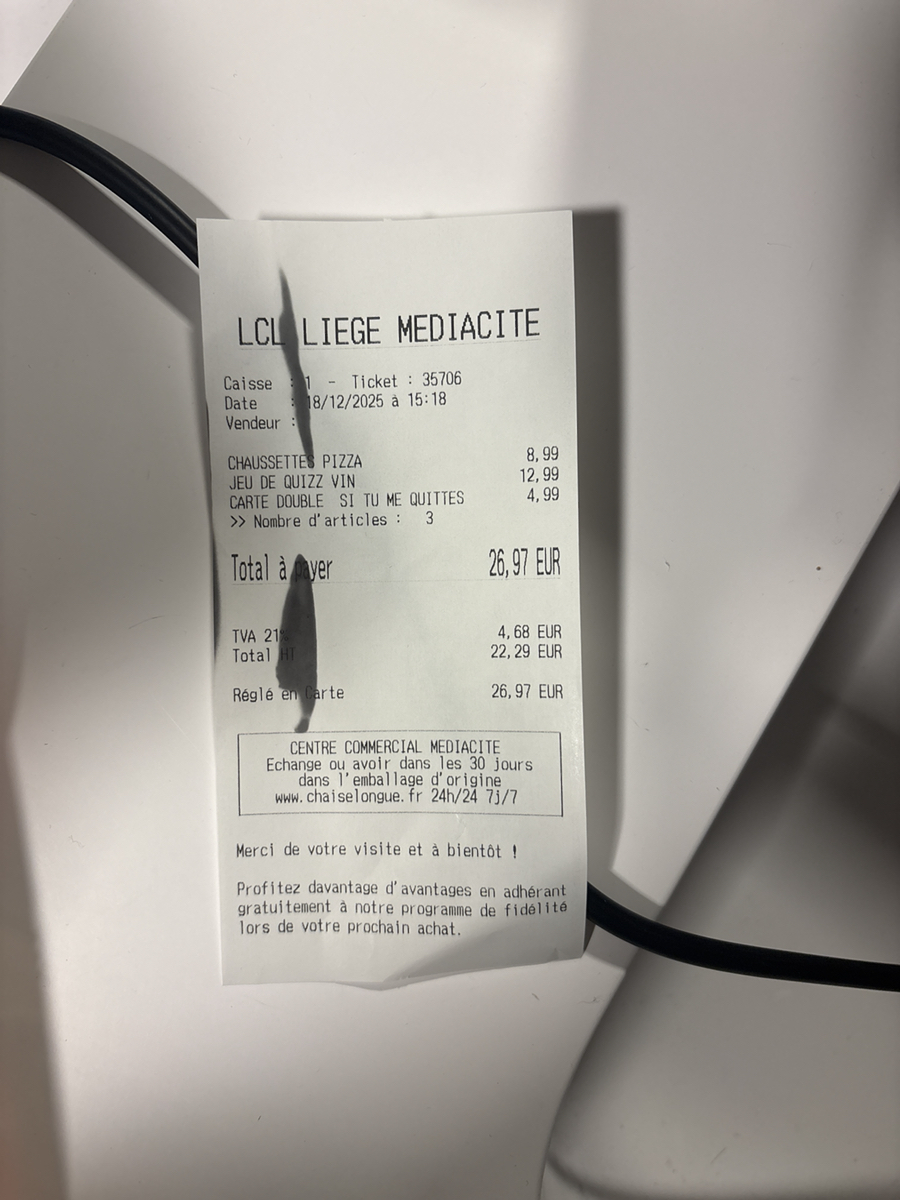 LCL LIEGE MEDIACITE
Caisse : 1 - Ticket : 35706
Date : 18/12/2025 à 15:18
Vendeur :
CHAUSSETTES PIZZA 8,99
JEU DE QUIZZ VIN 12,99
CARTE DOUBLE SI TU ME QUITTES 4,99
>> Nombre d'articles : 3
Total à payer 26,97 EUR
TVA 21% 4,68 EUR
Total HT 22,29 EUR
Réglé en Carte 26,97 EUR
CENTRE COMMERCIAL MEDIACITE
Echange ou avoir dans les 30 jours
dans l'emballage d'origine
www.chaiselongue.fr 24h/24 7j/7
Merci de votre visite et à bientôt !
Profitez davantage d'avantages en adhérant
gratuitement à notre programme de fidélité
lors de votre prochain achat.